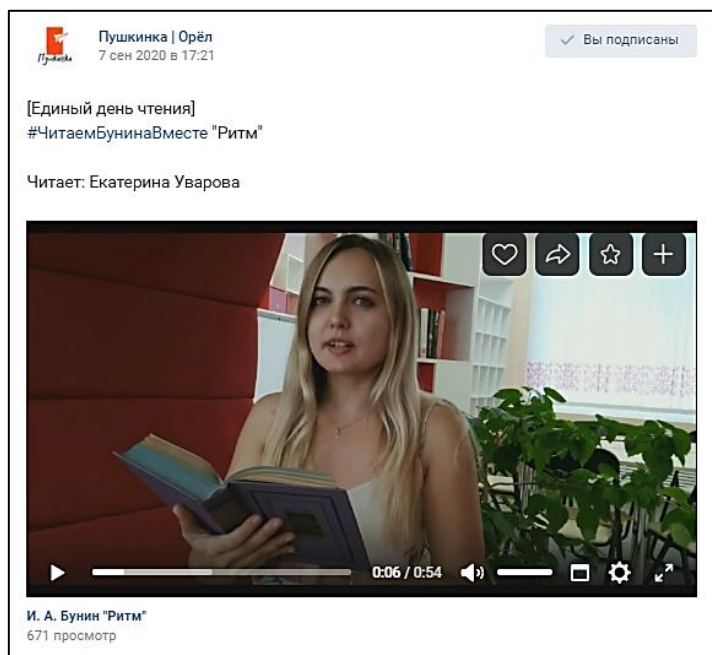 Пушкинка
Пушкинка | Орёл
7 сен 2020 в 17:21
Вы подписаны
[Единый день чтения]
#ЧитаемБунинаВместе "Ритм"
Читает: Екатерина Уварова
0:06 / 0:54
И. А. Бунин "Ритм"
671 просмотр